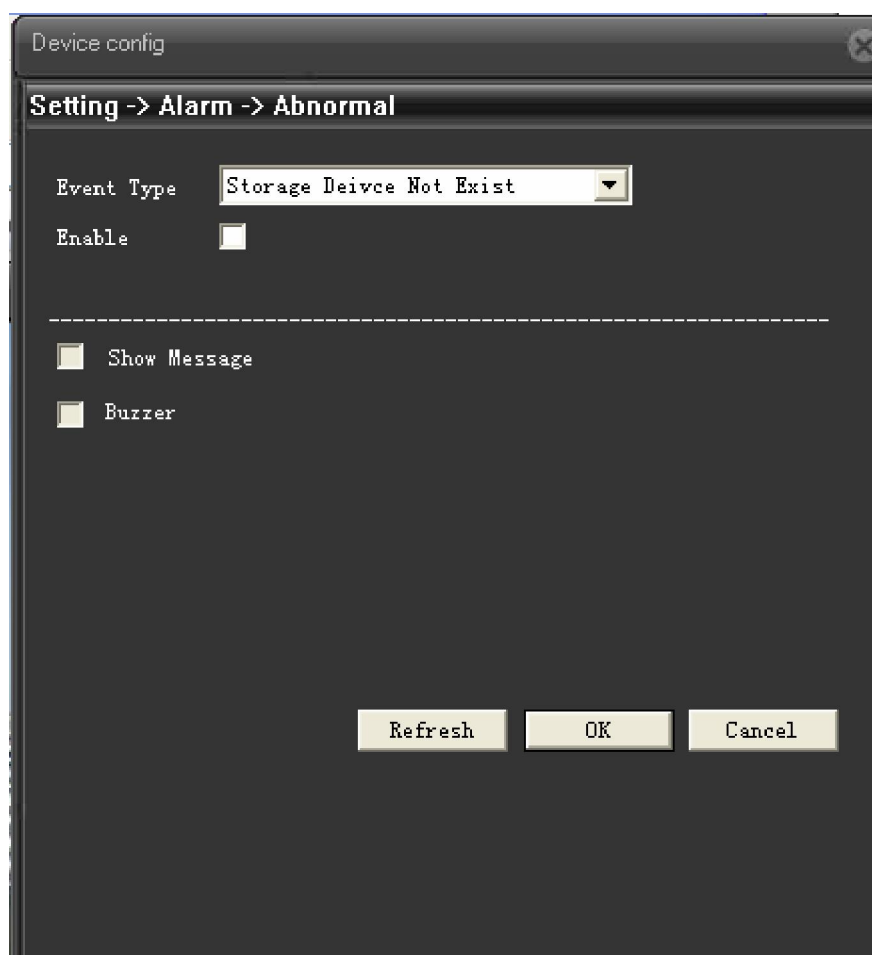 Device config
Setting -> Alarm -> Abnormal
Event Type Storage Deivce Not Exist
Enable
Show Message
Buzzer
Refresh OK Cancel